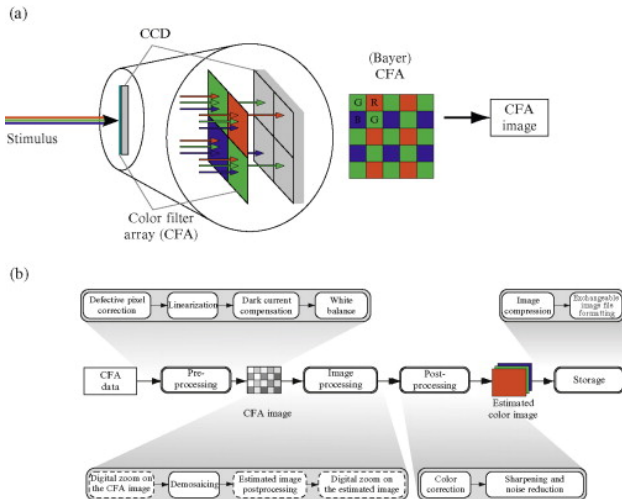 (a)
CCD
(Bayer)
CFA
G R
B G
CFA
image
Stimulus
Color filter
array (CFA)
(b)
Defective pixel
correction
Linearization
Dark current
compensation
White
balance
Image
compression
Exchangeable
image file
formatting
CFA
data
Pre-
processing
CFA image
Image
processing
Post-
processing
Estimated
color image
Storage
Digital zoom on
the CFA image
Demosaicing
Estimated image
postprocessing
Digital zoom on
the estimated image
Color
correction
Sharpening and
noise reduction